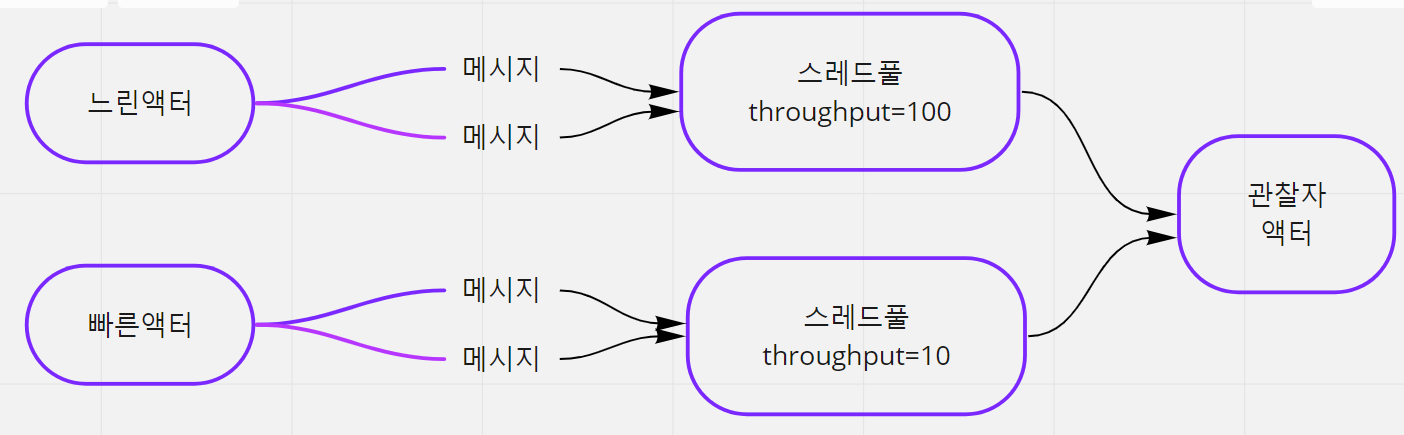 느린액터
메시지
메시지
스레드풀
throughput=100
빠른액터
메시지
메시지
스레드풀
throughput=10
관찰자
액터